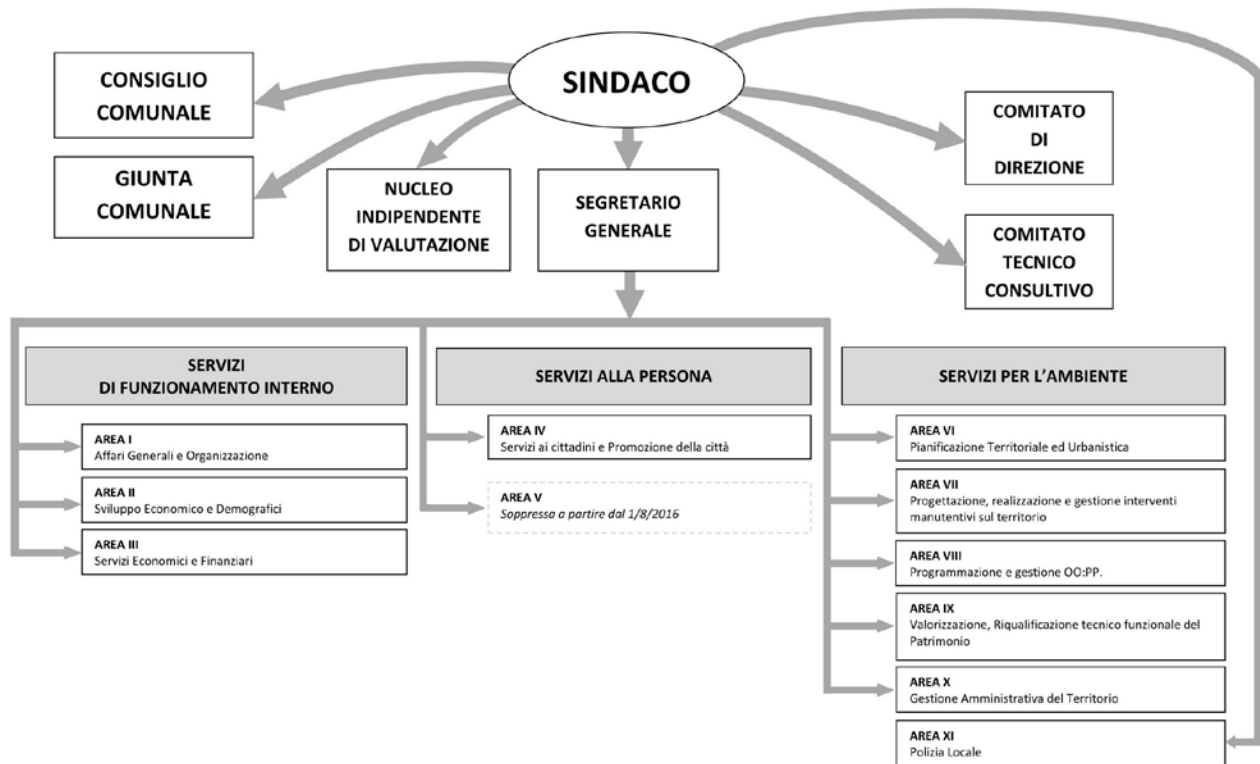 SINDACO
CONSIGLIO
COMUNALE
GIUNTA
COMUNALE
NUCLEO
INDIPENDENTE
DI VALUTAZIONE
SEGRETARIO
GENERALE
COMITATO
DI
DIREZIONE
COMITATO
TECNICO
CONSULTIVO
SERVIZI
DI FUNZIONAMENTO INTERNO
AREA I
Affari Generali e Organizzazione
AREA II
Sviluppo Economico e Demografici
AREA III
Servizi Economici e Finanziari
SERVIZI ALLA PERSONA
AREA IV
Servizi ai cittadini e Promozione della città
AREA V
Soppressa a partire dal 1/8/2016
SERVIZI PER L'AMBIENTE
AREA VI
Pianificazione Territoriale ed Urbanistica
AREA VII
Progettazione, realizzazione e gestione interventi
manutentivi sul territorio
AREA VIII
Programmazione e gestione OO:PP.
AREA IX
Valorizzazione, Riqualificazione tecnico funzionale del
Patrimonio
AREA X
Gestione Amministrativa del Territorio
AREA XI
Polizia Locale